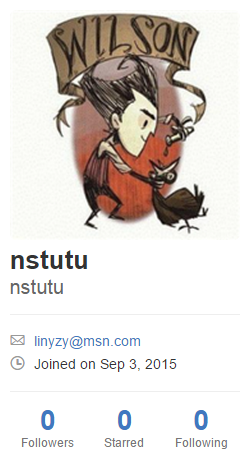 WILSON
nstutu
nstutu
linyzy@msn.com
Joined on Sep 3, 2015
0 0 0
Followers Starred Following